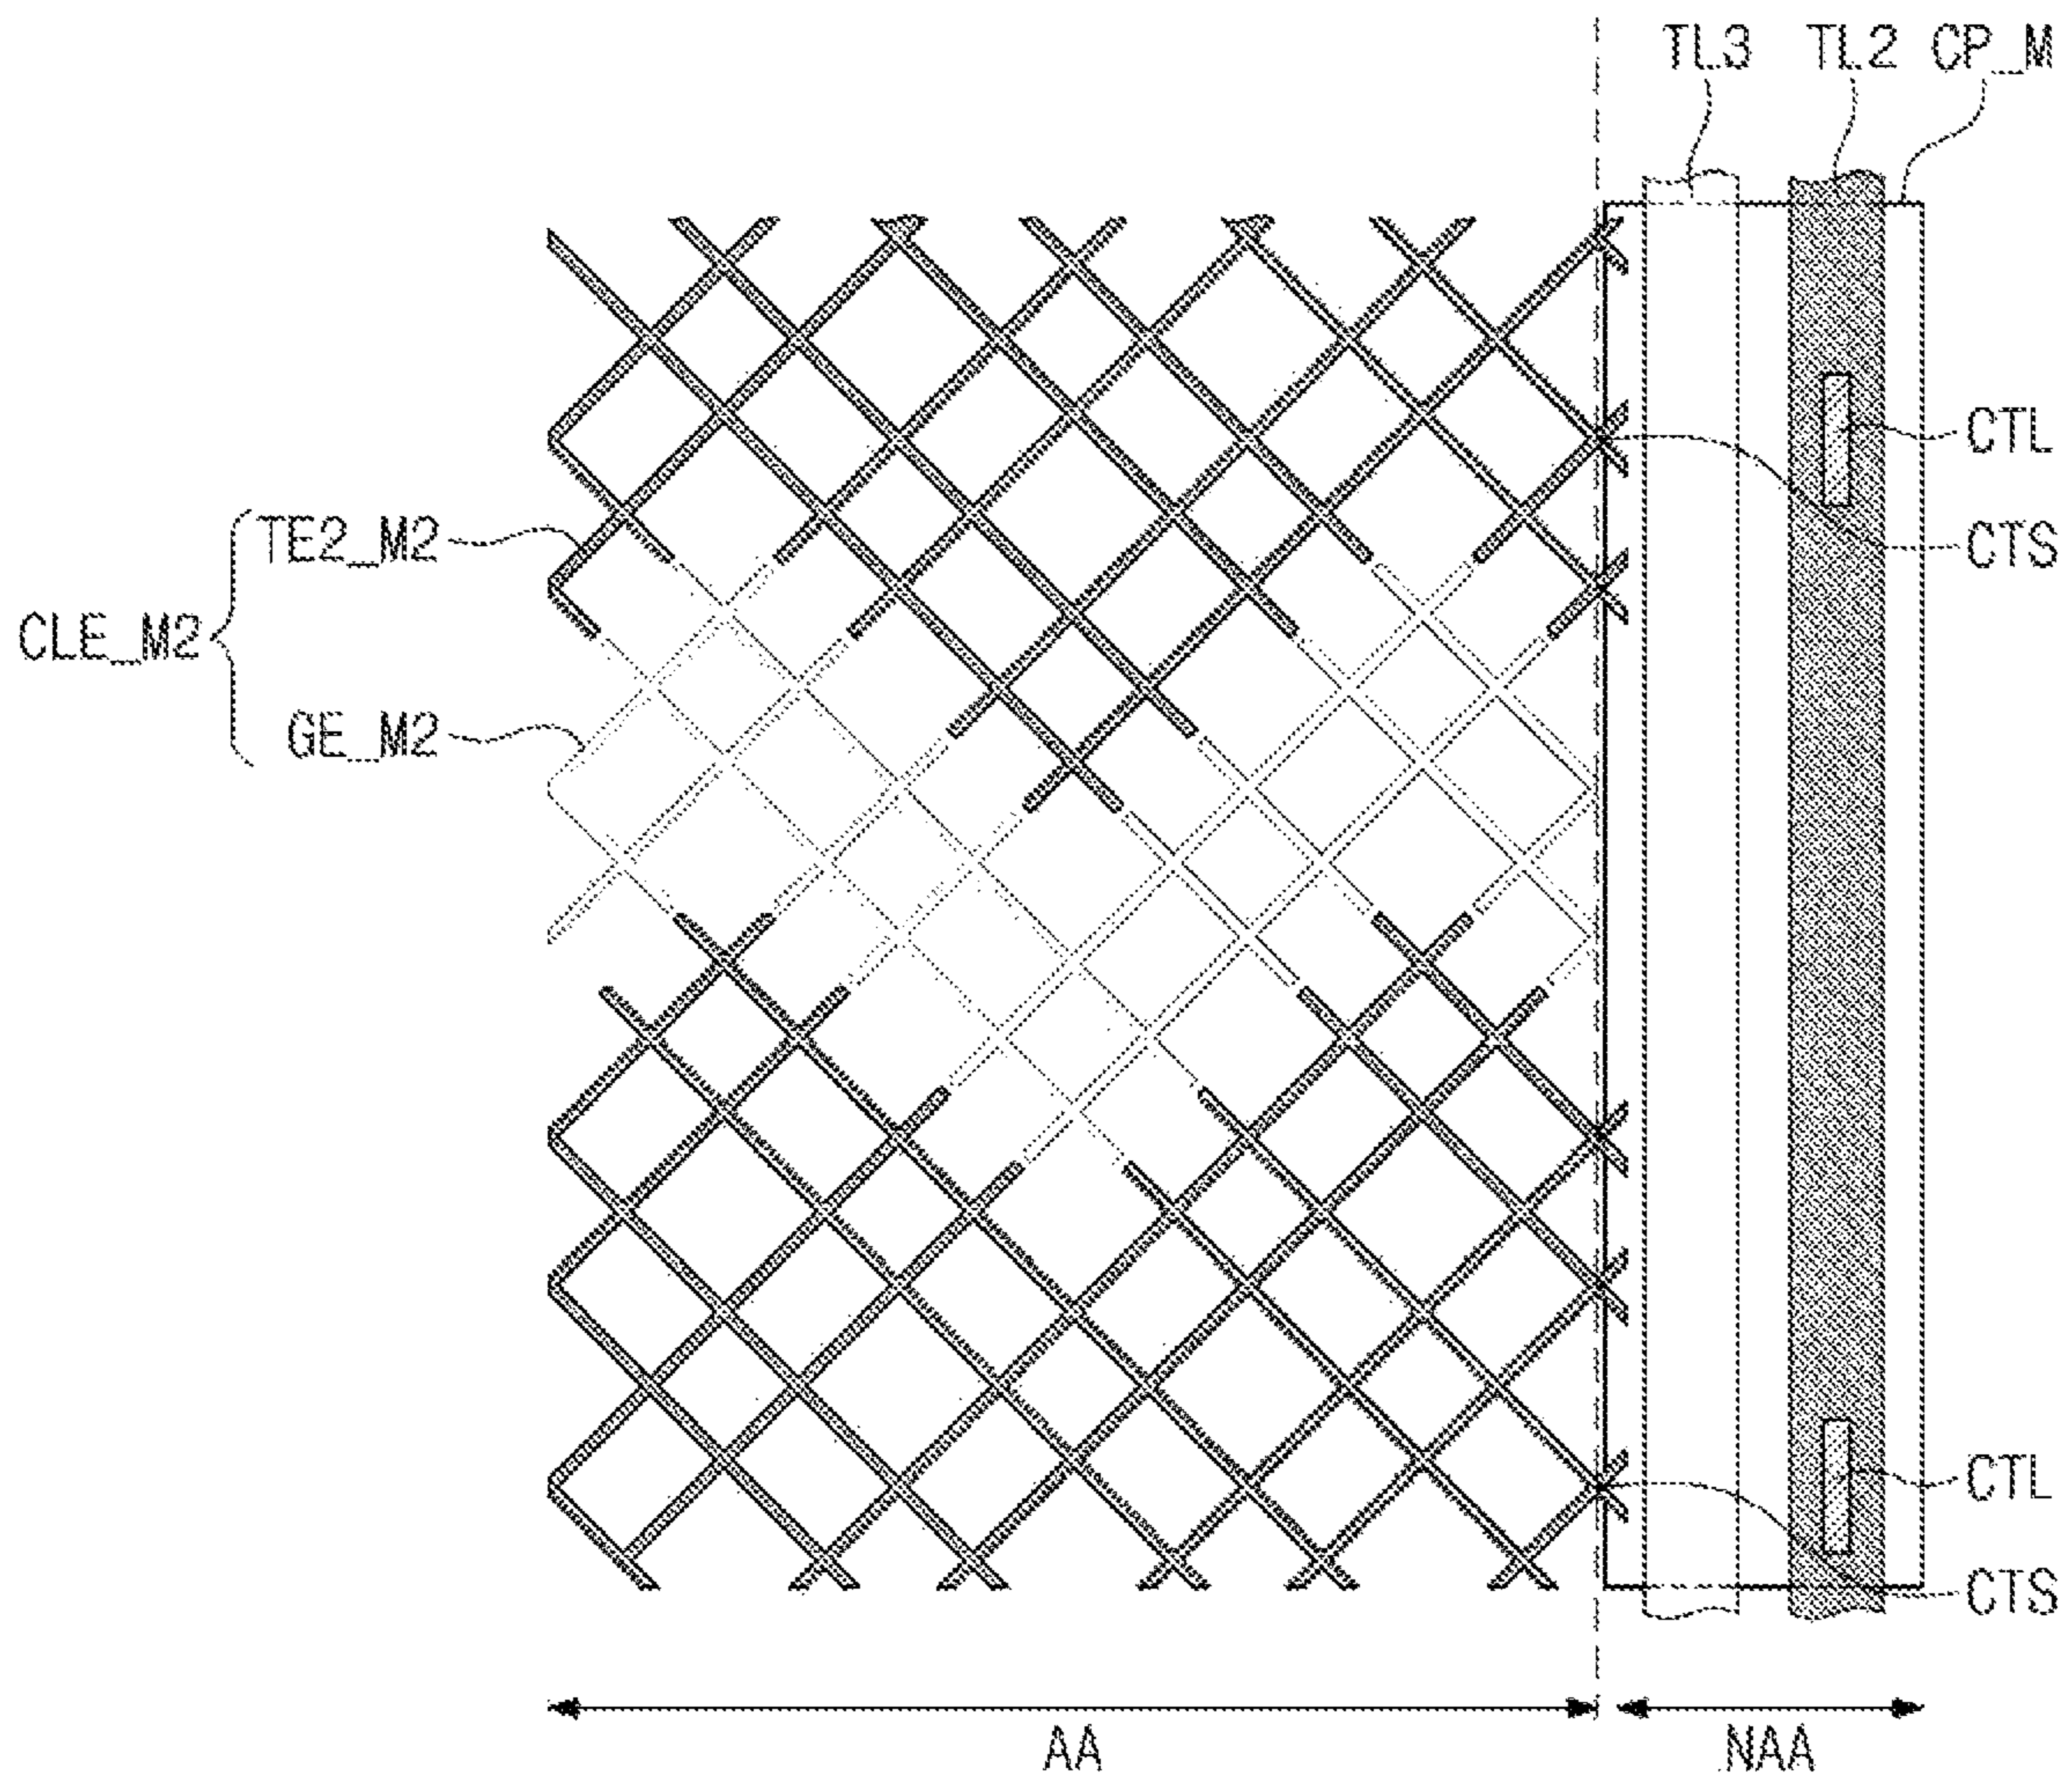 TL3 TL2 CP_M
CTL
CTS
TE2_M2
CLE_M2
GE_M2
CTL
CTS
AA
NAA